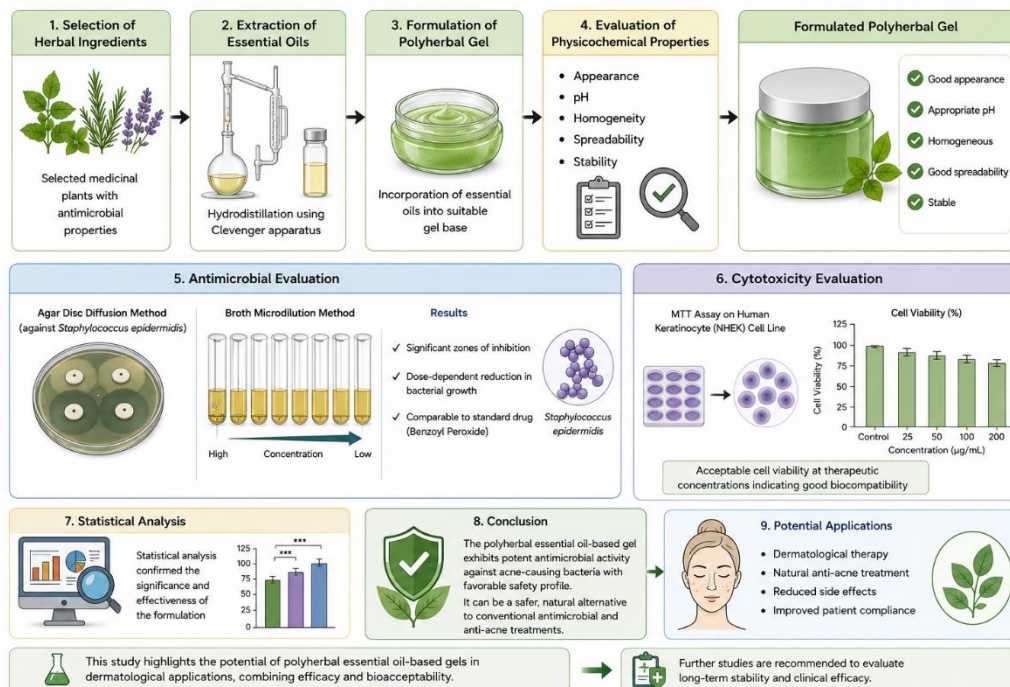 1. Selection of
Herbal Ingredients
Selected medicinal
plants with
antimicrobial
properties
2. Extraction of
Essential Oils
Hydrodistillation using
Clevenger apparatus
3. Formulation of
Polyherbal Gel
Incorporation of essential
oils into suitable
gel base
4. Evaluation of
Physicochemical Properties
• Appearance
• pH
• Homogeneity
• Spreadability
• Stability
Formulated Polyherbal Gel
Good appearance
Appropriate pH
Homogeneous
Good spreadability
Stable
5. Antimicrobial Evaluation
Agar Disc Diffusion Method
(against Staphylococcus epidermidis)
Broth Microdilution Method
High Concentration Low
Results
✓ Significant zones of inhibition
✓ Dose-dependent reduction in
bacterial growth
✓ Comparable to standard drug
(Benzoyl Peroxide)
Staphylococcus
epidermidis
6. Cytotoxicity Evaluation
MTT Assay on Human
Keratinocyte (NHEK) Cell Line
Cell Viability (%)
Cell Viability (%)
125
100
75
25
0
Control 25 50 100 200
Concentration (µg/mL)
Acceptable cell viability at therapeutic
concentrations indicating good biocompatibility
7. Statistical Analysis
Statistical analysis
confirmed the
significance and
effectiveness of
the formulation
125
100
75
50
25
0
***
***
8. Conclusion
The polyherbal essential oil-based gel
exhibits potent antimicrobial activity
against acne-causing bacteria with
favorable safety profile.
It can be a safer, natural alternative
to conventional antimicrobial and
anti-acne treatments.
9. Potential Applications
• Dermatological therapy
• Natural anti-acne treatment
• Reduced side effects
• Improved patient compliance
This study highlights the potential of polyherbal essential oil-based gels in
dermatological applications, combining efficacy and bioacceptability.
Further studies are recommended to evaluate
long-term stability and clinical efficacy.